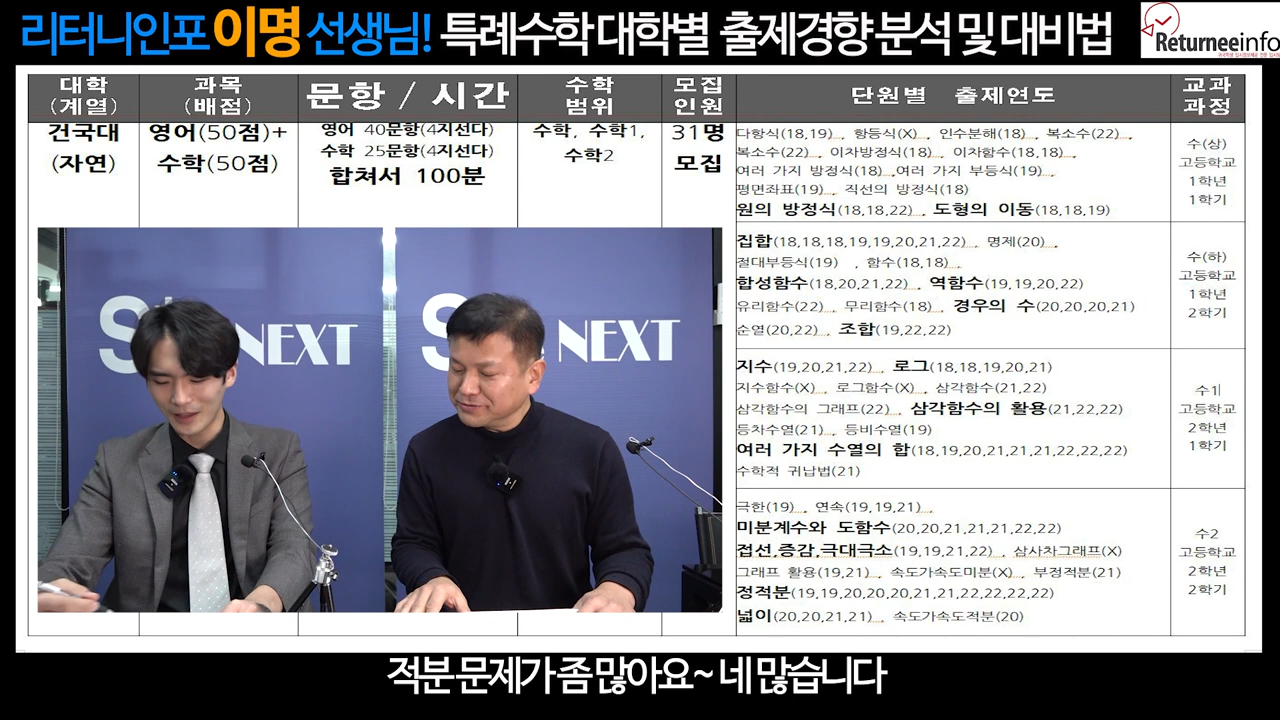 리터니인포 이명 선생님! 특례수학 대학별 출제경향 분석 및 대비법
Returneeinfo
대학 (계열)
과목 (배점)
문항 / 시간
수학 범위
모집 인원
단원별 출제연도
교과 과정
건국대 (자연)
영어(50점)+ 수학(50점)
영어 40문항(4지선다)
수학 25문항(4지선다)
합쳐서 100분
수학, 수학1, 수학2
31명 모집
다항식(18,19) , 항등식(X) , 인수분해(18) , 복소수(22) ,
복소수(22) , 이차방정식(18) , 이차함수(18,18) ,
여러 가지 방정식(18) ,여러 가지 부등식(19) ,
평면좌표(19) , 직선의 방정식(18)
원의 방정식(18,18,22) , 도형의 이동(18,18,19)
수(상)
고등학교
1학년
1학기
집합(18,18,18,19,19,20,21,22) , 명제(20) ,
절대부등식(19) , 함수(18,18) ,
합성함수(18,20,21,22) , 역함수(19,19,20,22)
유리함수(22) , 무리함수(18) , 경우의 수(20,20,20,21)
순열(20,22) , 조합(19,22,22)
수(하)
고등학교
1학년
2학기
지수(19,20,21,22) , 로그(18,18,19,20,21)
지수함수(X) , 로그함수(X) , 삼각함수(21,22)
삼각함수의 그래프(22) , 삼각함수의 활용(21,22,22)
등차수열(21) , 등비수열(19)
여러 가지 수열의 합(18,19,20,21,21,21,22,22,22)
수학적 귀납법(21)
수1
고등학교
2학년
1학기
극한(19) , 연속(19,19,21) ,
미분계수와 도함수(20,20,21,21,21,22,22)
접선,증감,극대극소(19,19,21,22) , 삼사차그래프(X)
그래프 활용(19,21) , 속도가속도미분(X) , 부정적분(21)
정적분(19,19,20,20,20,21,21,22,22,22,22)
넓이(20,20,21,21) , 속도가속도적분(20)
수2
고등학교
2학년
2학기
NEXT
NEXT
적분 문제가 좀 많아요~ 네 많습니다